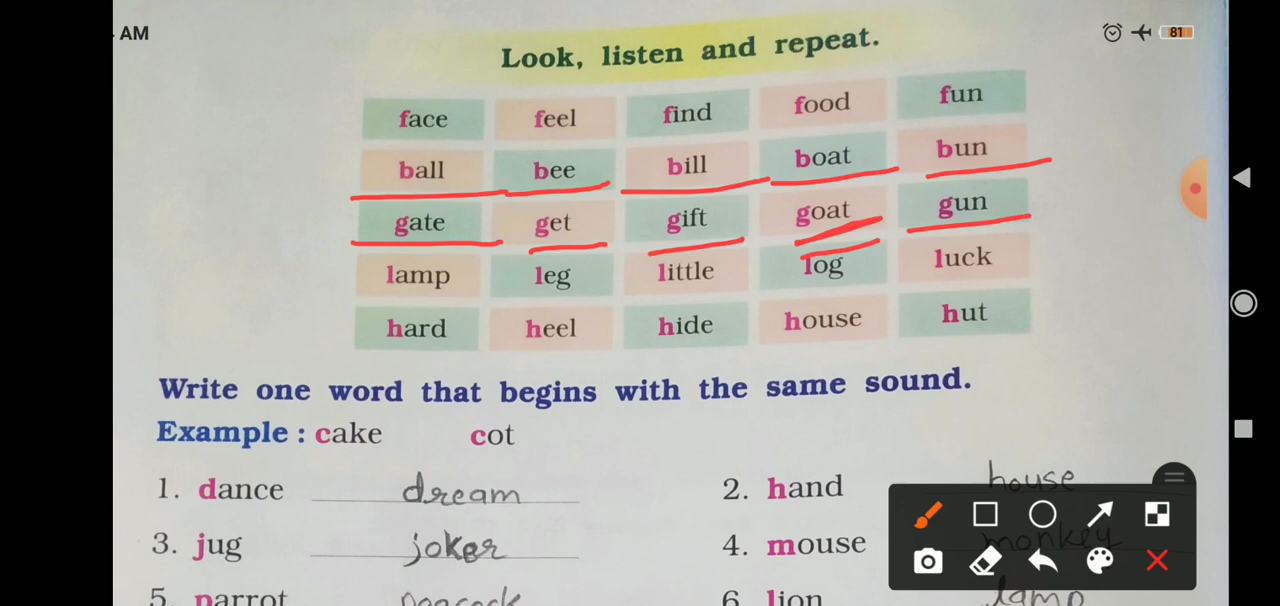 AM
81
Look, listen and repeat.
face feel find food fun
ball bee bill boat bun
gate get gift goat gun
lamp leg little log luck
hard heel hide house hut
Write one word that begins with the same sound.
Example : cake cot
1. dance dream 2. hand house
3. jug joker 4. mouse monkey
5. parrot peacock 6. lion lamp